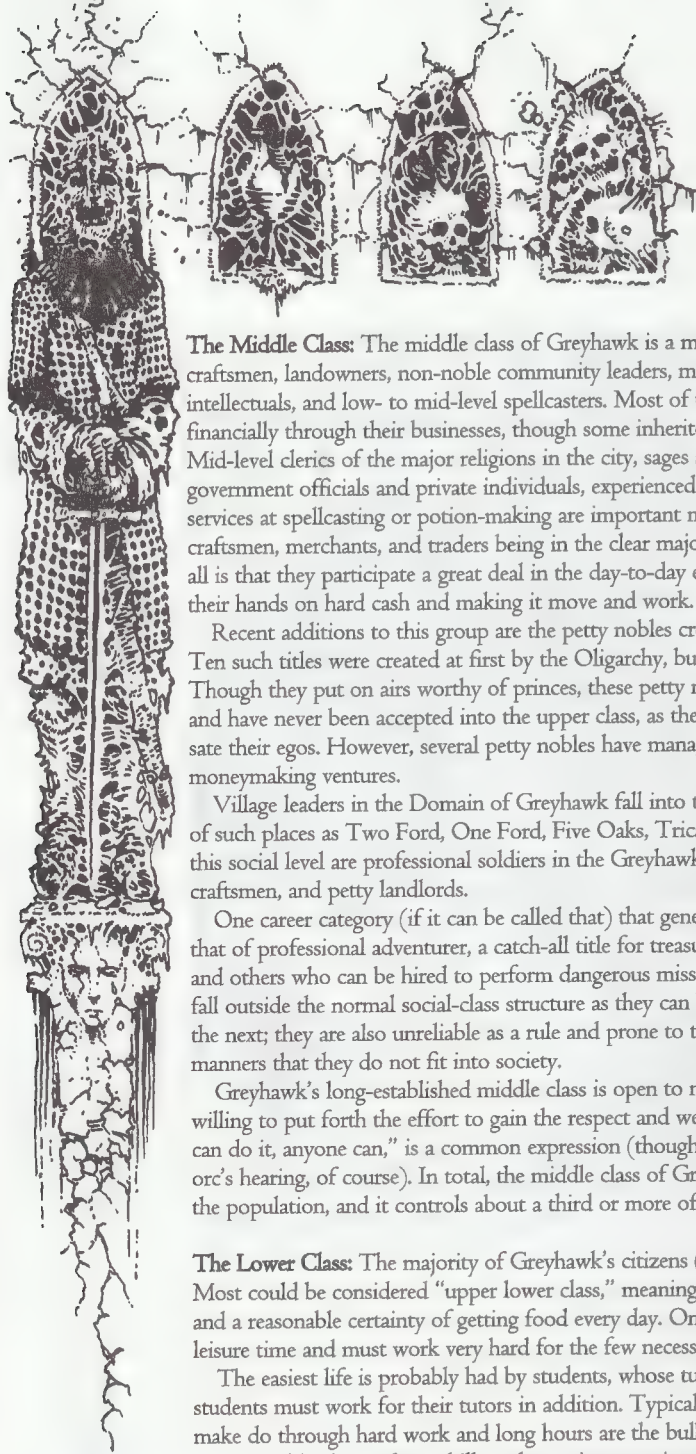 The Middle Class: The middle class of Greyhawk is a m
craftsmen, landowners, non-noble community leaders, m
intellectuals, and low- to mid-level spellcasters. Most of
financially through their businesses, though some inherit
Mid-level clerics of the major religions in the city, sages
government officials and private individuals, experienced
services at spellcasting or potion-making are important m
craftsmen, merchants, and traders being in the clear majo
all is that they participate a great deal in the day-to-day e
their hands on hard cash and making it move and work.
Recent additions to this group are the petty nobles cr
Ten such titles were created at first by the Oligarchy, bu
Though they put on airs worthy of princes, these petty n
and have never been accepted into the upper class, as the
sate their egos. However, several petty nobles have mana
moneymaking ventures.
Village leaders in the Domain of Greyhawk fall into t
of such places as Two Ford, One Ford, Five Oaks, Tric
this social level are professional soldiers in the Greyhawk
craftsmen, and petty landlords.
One career category (if it can be called that) that gene
that of professional adventurer, a catch-all title for treasu
and others who can be hired to perform dangerous miss
fall outside the normal social-class structure as they can
the next; they are also unreliable as a rule and prone to t
manners that they do not fit into society.
Greyhawk's long-established middle class is open to n
willing to put forth the effort to gain the respect and we
can do it, anyone can," is a common expression (though
orc's hearing, of course). In total, the middle class of Gr
the population, and it controls about a third or more of
The Lower Class: The majority of Greyhawk's citizens (
Most could be considered "upper lower class," meaning
and a reasonable certainty of getting food every day. On
leisure time and must work very hard for the few necess
The easiest life is probably had by students, whose tu
students must work for their tutors in addition. Typical
make do through hard work and long hours are the bul